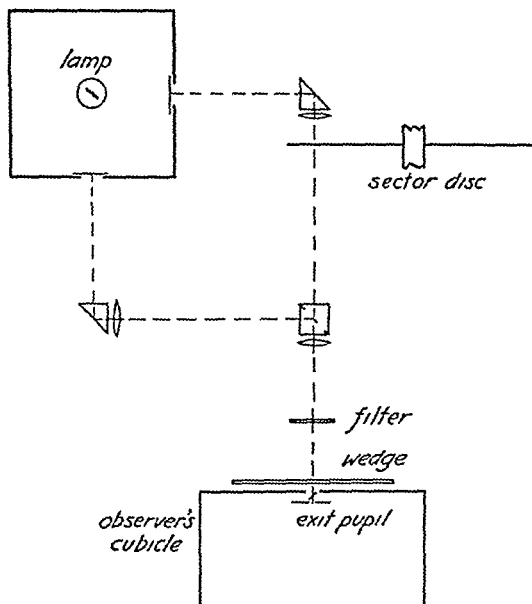 lamp
sector disc
filter
wedge
observer's
cubicle
exit pupil